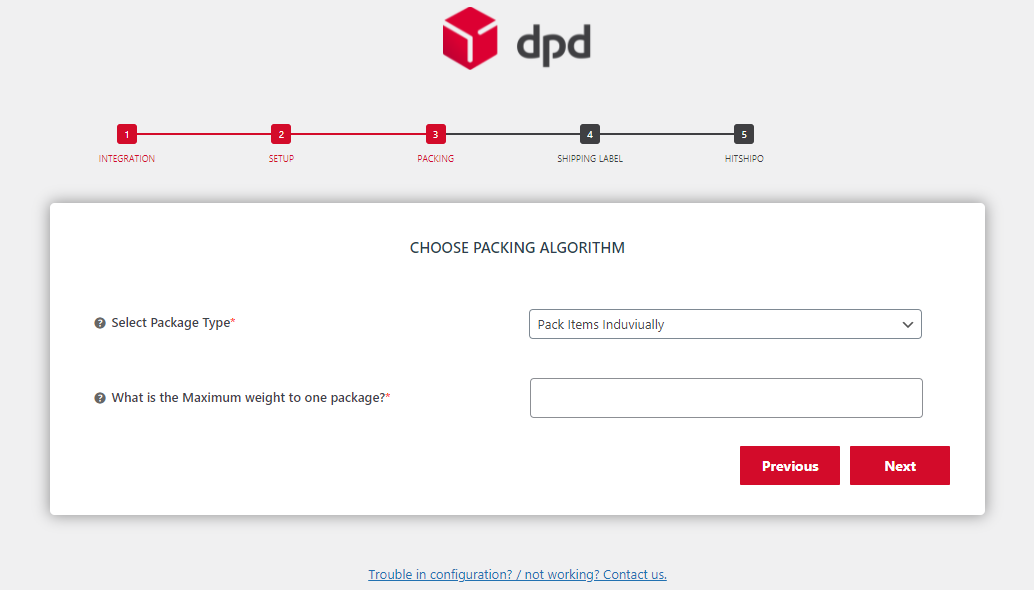 dpd
1 2 3 4 5
INTEGRATION SETUP PACKING SHIPPING LABEL HITSHIPO
CHOOSE PACKING ALGORITHM
? Select Package Type* Pack Items Induviually
? What is the Maximum weight to one package?*
Previous Next
Trouble in configuration? / not working? Contact us.